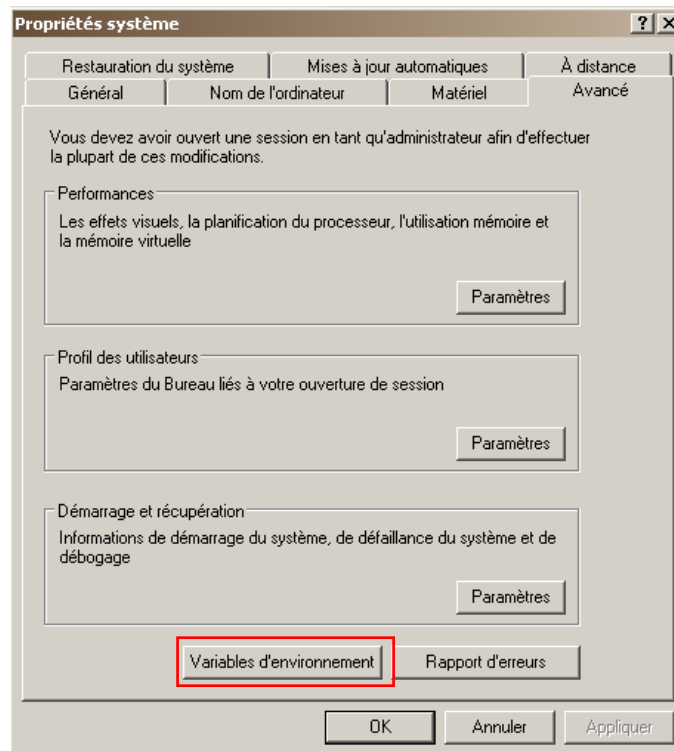 Propriétés système
Restauration du système Mises à jour automatiques À distance
Général Nom de l'ordinateur Matériel Avancé
Vous devez avoir ouvert une session en tant qu'administrateur afin d'effectuer
la plupart de ces modifications.
Performances
Les effets visuels, la planification du processeur, l'utilisation mémoire et
la mémoire virtuelle
Paramètres
Profil des utilisateurs
Paramètres du Bureau liés à votre ouverture de session
Paramètres
Démarrage et récupération
Informations de démarrage du système, de défaillance du système et de
débogage
Paramètres
Variables d'environnement Rapport d'erreurs
OK Annuler Appliquer